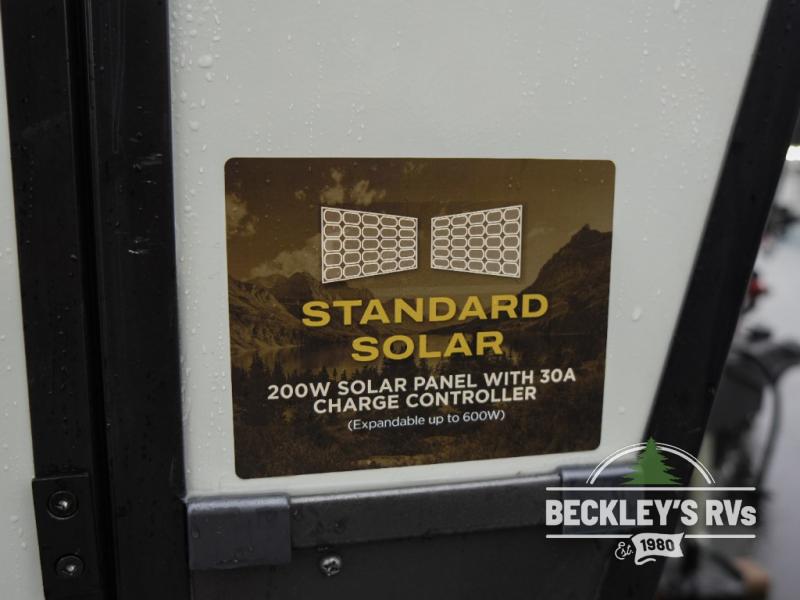 STANDARD
SOLAR
200W SOLAR PANEL WITH 30A
CHARGE CONTROLLER
(Expandable up to 600W)
BECKLEY'S RVs
Est. 1980